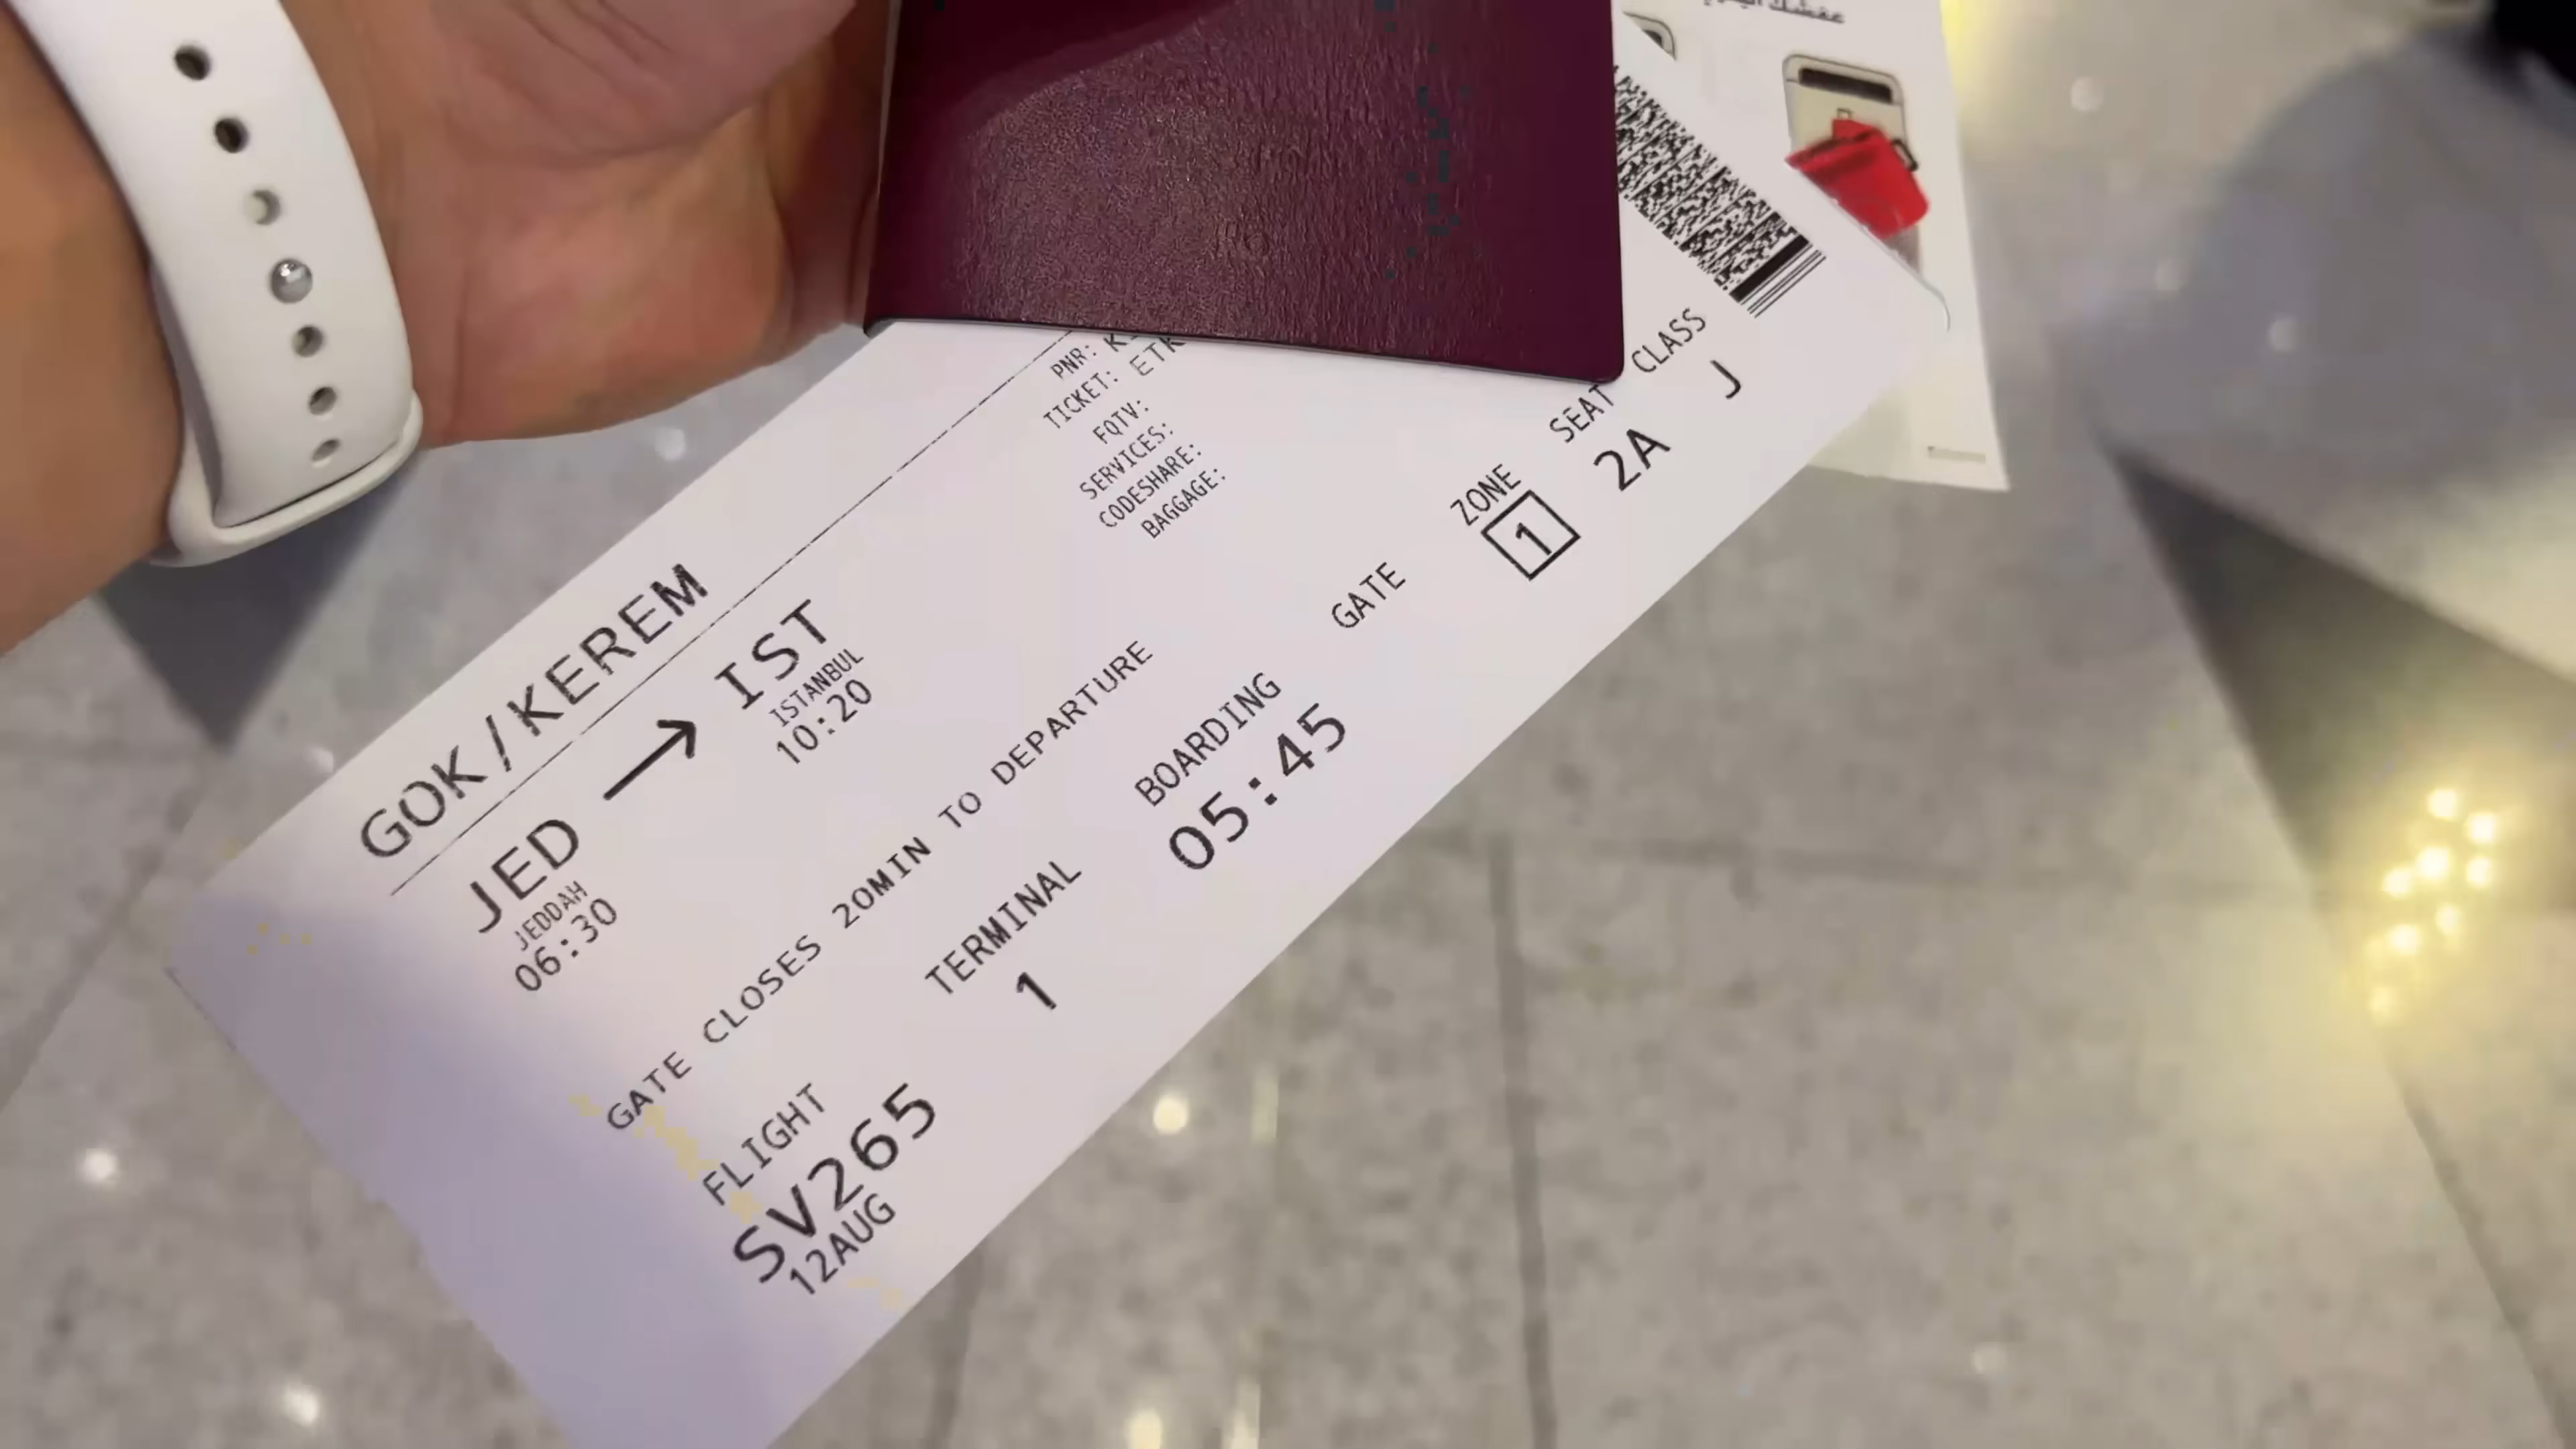 GOK/KEREM
JED → IST
JEDDAH ISTANBUL
06:30 10:20
PNR:
TICKET: ETK
FQTV:
SERVICES:
CODESHARE:
BAGGAGE:
GATE CLOSES 20MIN TO DEPARTURE
FLIGHT TERMINAL BOARDING GATE ZONE SEAT CLASS
SV265 1 05:45 1 2A J
12AUG